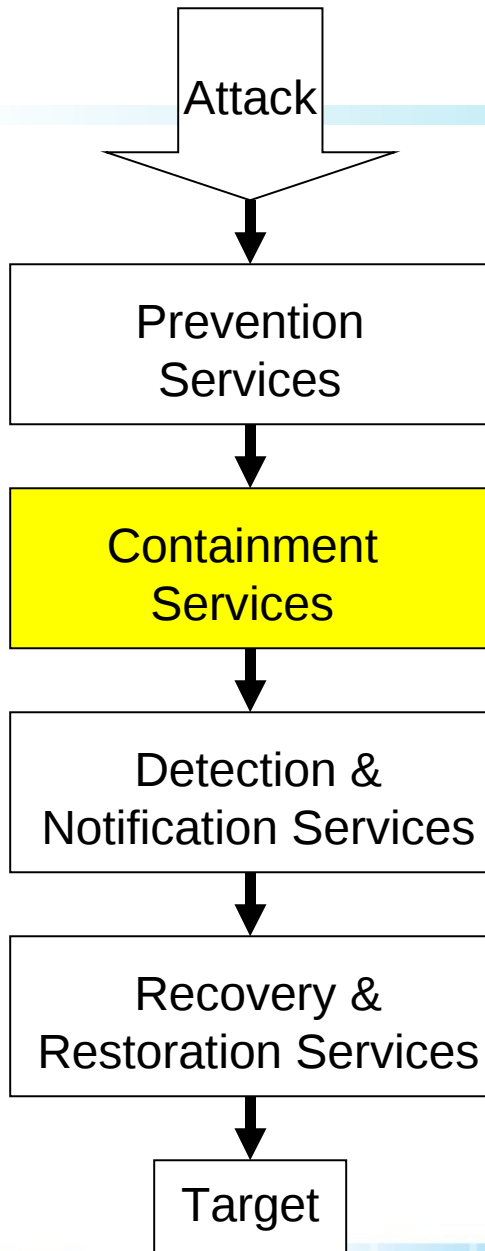 Attack
Prevention
Services
Containment
Services
Detection &
Notification Services
Recovery &
Restoration Services
Target